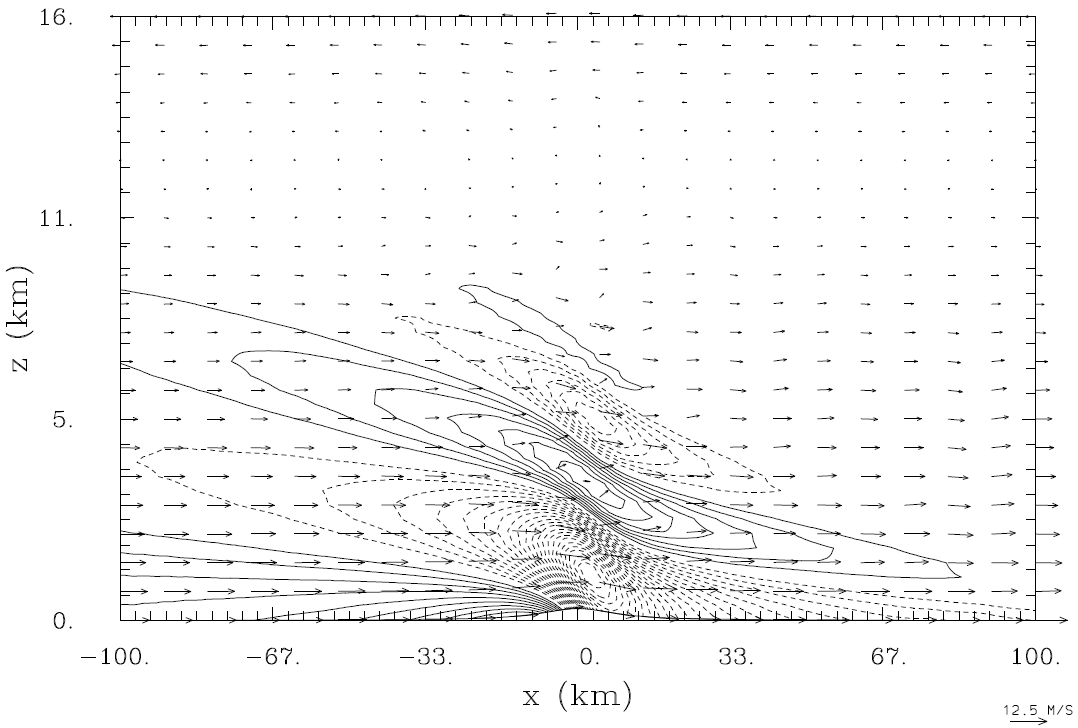 16.
11.
z (km)
5.
0.
−100. −67. −33. 0. 33. 67. 100.
x (km)
12.5 M/S